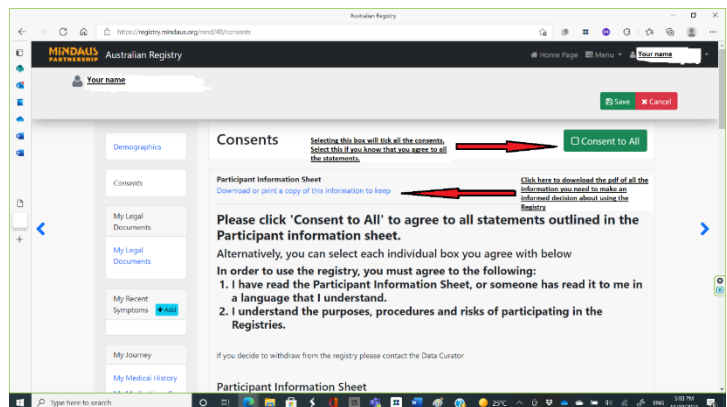 Australian Registry
https://registry.mindaus.org/mind/48/consents
MiNDAUS
PARTNERSHIP
Australian Registry
Home Page
Menu
Your name
Your name
Save
Cancel
Demographics
Consents
My Legal
Documents
My Legal
Documents
My Recent
Symptoms
+ Add
My Journey
My Medical History
Consents
Selecting this box will tick all the consents.
Select this if you know that you agree to all
the statements.
Consent to All
Participant Information Sheet
Download or print a copy of this information to keep
Click here to download the pdf of all the
information you need to make an
informed decision about using the
Registry
Please click 'Consent to All' to agree to all statements outlined in the
Participant information sheet.
Alternatively, you can select each individual box you agree with below
In order to use the registry, you must agree to the following:
1. I have read the Participant Information Sheet, or someone has read it to me in
a language that I understand.
2. I understand the purposes, procedures and risks of participating in the
Registries.
If you decide to withdraw from the registry please contact the Data Curator
Participant Information Sheet
Type here to search
25°C
ENG
5:03 PM